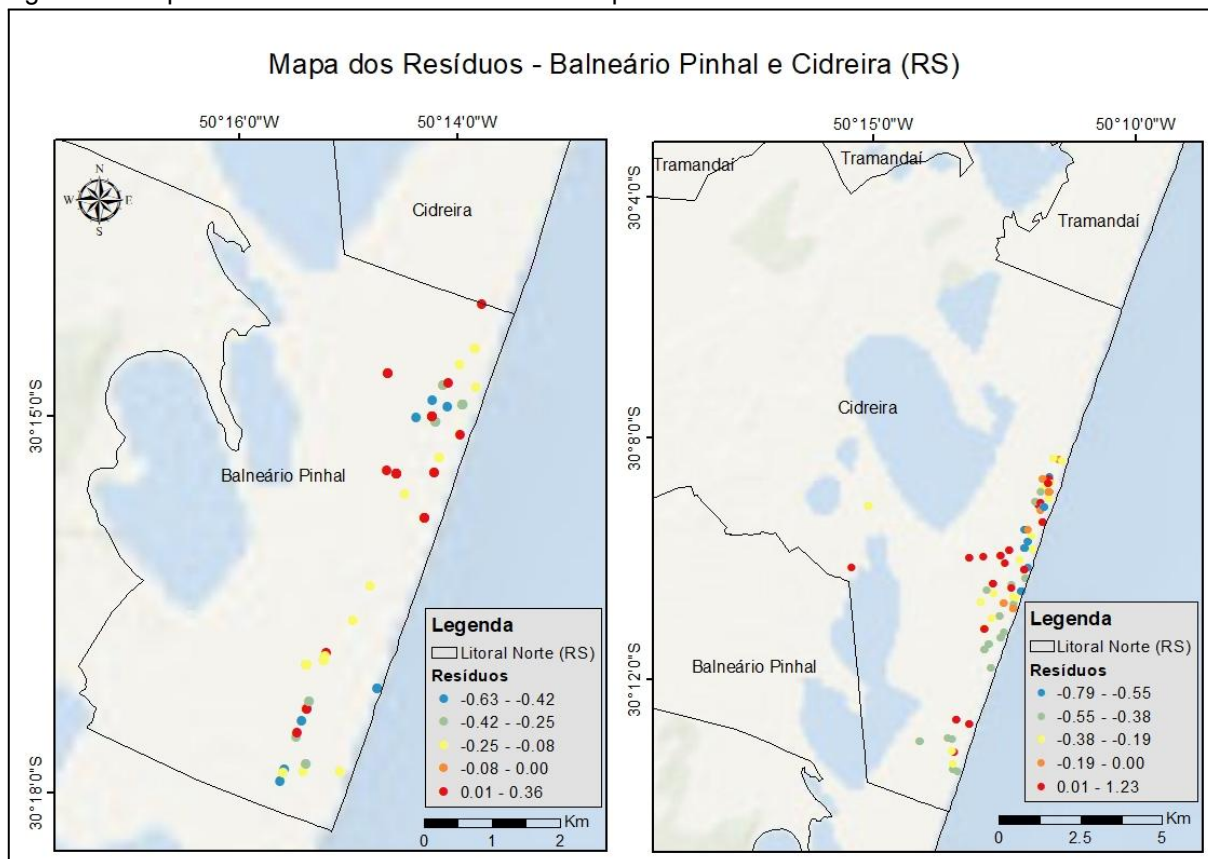 Mapa dos Resíduos - Balneário Pinhal e Cidreira (RS)
50°16'0"W
50°14'0"W
N
W
E
S
Cidreira
30°15'0"S
Balneário Pinhal
30°18'0"S
Legenda
Litoral Norte (RS)
Resíduos
-0.63 - -0.42
-0.42 - -0.25
-0.25 - -0.08
-0.08 - 0.00
0.01 - 0.36
Km
0 1 2
50°15'0"W
50°10'0"W
Tramandaí
Tramandaí
Tramandaí
30°4'0"S
Cidreira
30°8'0"S
Balneário Pinhal
30°12'0"S
Legenda
Litoral Norte (RS)
Resíduos
-0.79 - -0.55
-0.55 - -0.38
-0.38 - -0.19
-0.19 - 0.00
0.01 - 1.23
Km
0 2.5 5